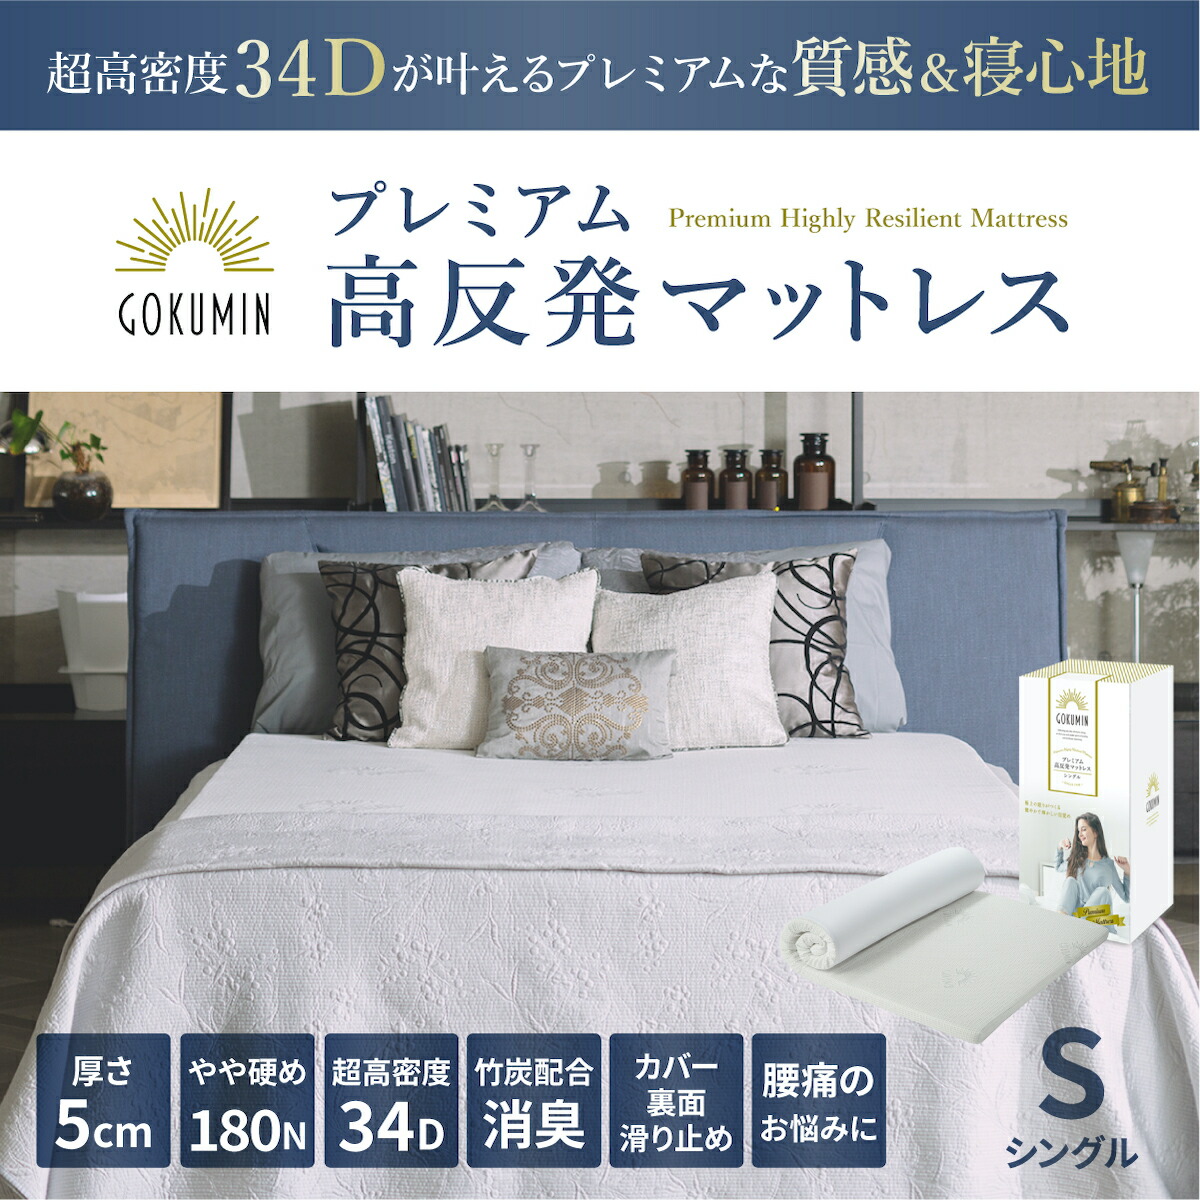 超高密度34Dが叶えるプレミアムな質感&寝心地
GOKUMIN
プレミアム
Premium Highly Resilient Mattress
高反発マットレス
GOKUMIN
プレミアム
高反発マットレス
シングル
GOKUMIN
Premium
厚さ
5cm
やや硬め
180N
超高密度
34D
竹炭配合
消臭
カバー
裏面
滑り止め
腰痛の
お悩みに
S
シングル